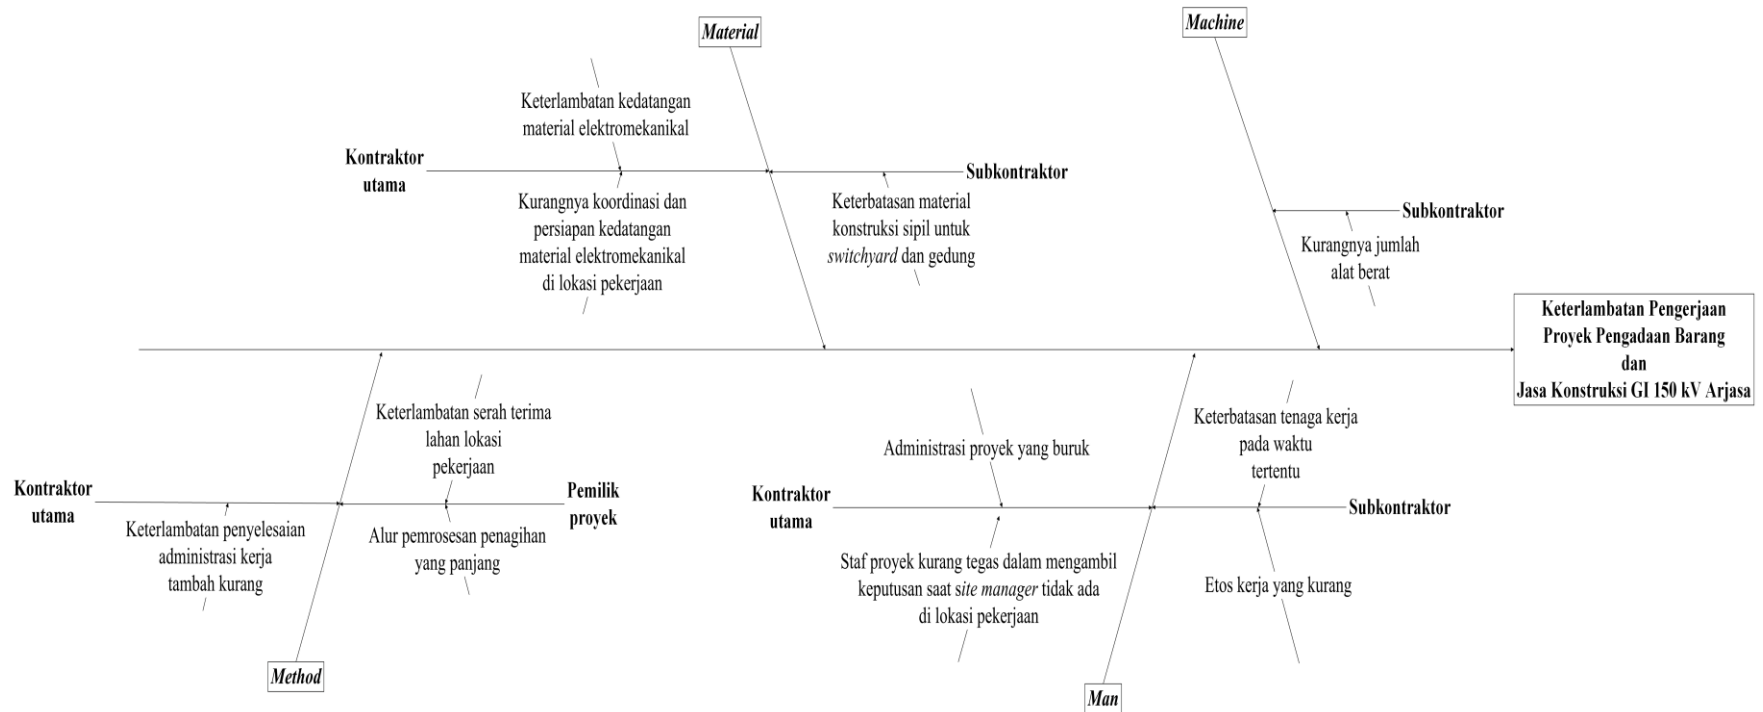 Material
Machine
Keterlambatan kedatangan
material elektromekanikal
Kontraktor
utama
Subkontraktor
Kurangnya koordinasi dan
persiapan kedatangan
material elektromekanikal
di lokasi pekerjaan
Keterbatasan material
konstruksi sipil untuk
switchyard dan gedung
Subkontraktor
Kurangnya jumlah
alat berat
Keterlambatan Pengerjaan
Proyek Pengadaan Barang
dan
Jasa Konstruksi GI 150 kV Arjasa
Keterlambatan serah terima
lahan lokasi
pekerjaan
Kontraktor
utama
Pemilik
proyek
Keterlambatan penyelesaian
administrasi kerja
tambah kurang
Alur pemrosesan penagihan
yang panjang
Method
Administrasi proyek yang buruk
Keterbatasan tenaga kerja
pada waktu
tertentu
Kontraktor
utama
Subkontraktor
Staf proyek kurang tegas dalam mengambil
keputusan saat site manager tidak ada
di lokasi pekerjaan
Etos kerja yang kurang
Man